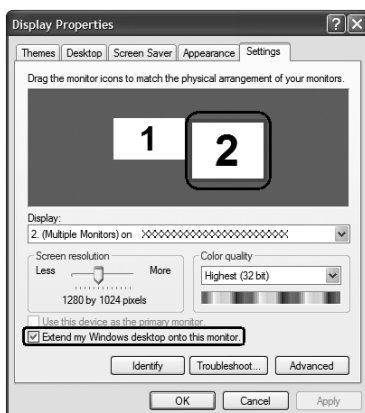 Display Properties
Themes Desktop Screen Saver Appearance Settings
Drag the monitor icons to match the physical arrangement of your monitors.
1 2
Display:
2. (Multiple Monitors) on XXXXXXXXXXXXXXXXXXXXXX
Screen resolution Color quality
Less More Highest (32 bit)
1280 by 1024 pixels
Use this device as the primary monitor.
Extend my Windows desktop onto this monitor.
Identify Troubleshoot... Advanced
OK Cancel Apply